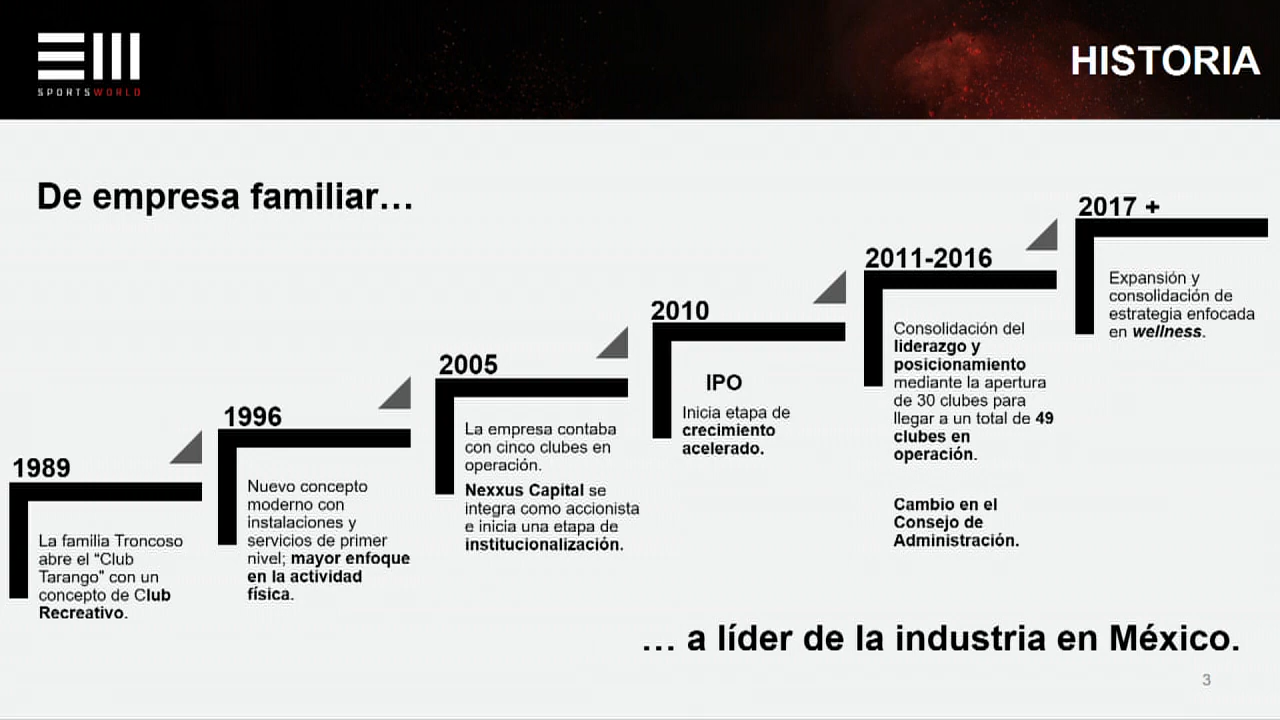 SPORTSWORLD
HISTORIA
De empresa familiar…
1989
La familia Troncoso
abre el “Club
Tarango” con un
concepto de Club
Recreativo.
1996
Nuevo concepto
moderno con
instalaciones y
servicios de primer
nivel; mayor enfoque
en la actividad
física.
2005
La empresa contaba
con cinco clubes en
operación.
Nexxus Capital se
integra como accionista
e inicia una etapa de
institucionalización.
2010
IPO
Inicia etapa de
crecimiento
acelerado.
2011-2016
Consolidación del
liderazgo y
posicionamiento
mediante la apertura
de 30 clubes para
llegar a un total de 49
clubes en
operación.
Cambio en el
Consejo de
Administración.
2017 +
Expansión y
consolidación de
estrategia enfocada
en wellness.
… a líder de la industria en México.
3